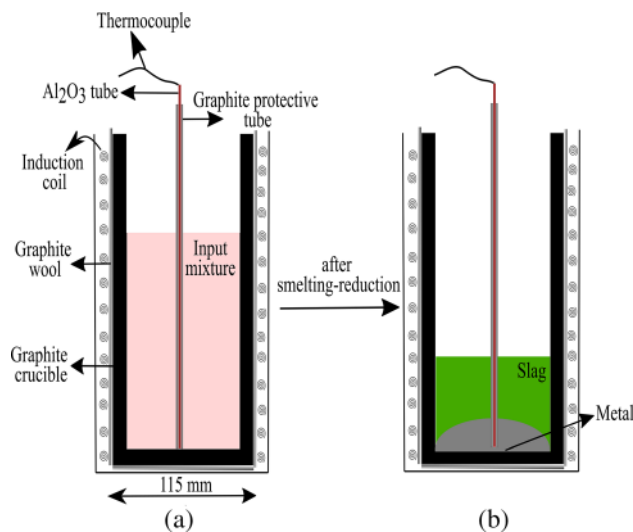 Thermocouple
Al2O3 tube
Graphite protective
tube
Induction
coil
Graphite
wool
Input
mixture
Graphite
crucible
115 mm
(a)
after
smelting-reduction
Slag
Metal
(b)